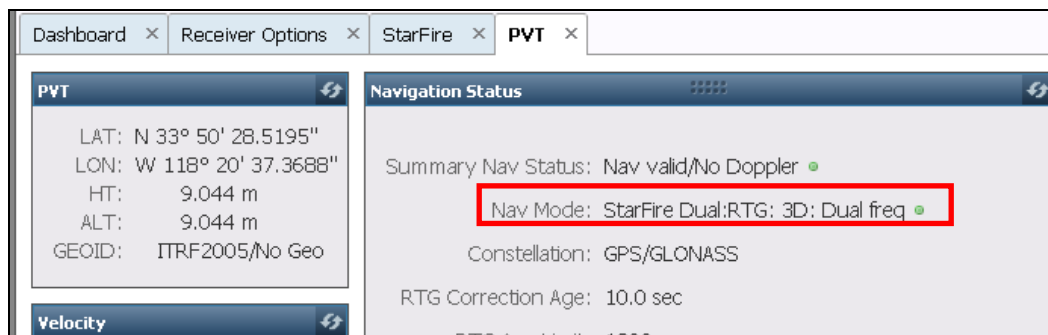 Dashboard × Receiver Options × StarFire × PVT ×
PVT
LAT: N 33º 50' 28.5195"
LON: W 118º 20' 37.3688"
HT: 9.044 m
ALT: 9.044 m
GEOID: ITRF2005/No Geo
Velocity
Navigation Status
Summary Nav Status: Nav valid/No Doppler
Nav Mode: StarFire Dual:RTG: 3D: Dual freq
Constellation: GPS/GLONASS
RTG Correction Age: 10.0 sec